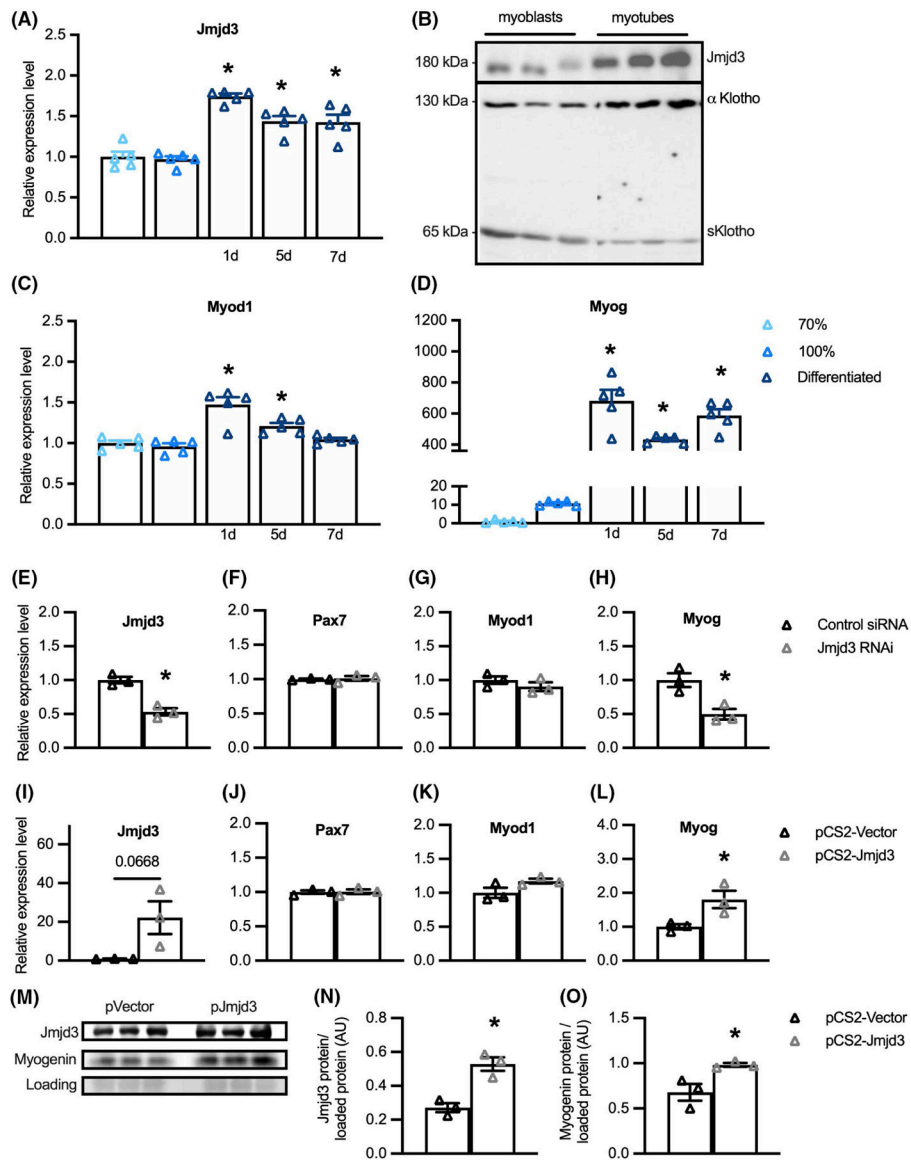 (A)
Jmjd3
Relative expression level
2.5
2.0
1.5
1.0
0.5
0.0
*
*
*
1d
5d
7d
(B)
myoblasts
myotubes
180 kDa
Jmjd3
130 kDa
α Klotho
65 kDa
sKlotho
(C)
Myod1
Relative expression level
2.5
2.0
1.5
1.0
0.5
0.0
*
*
1d
5d
7d
(D)
Myog
1200
1000
800
600
400
20
10
0
*
*
*
1d
5d
7d
70%
100%
Differentiated
(E)
Jmjd3
Relative expression level
2.0
1.5
1.0
0.5
0.0
*
(F)
Pax7
2.0
1.5
1.0
0.5
0.0
(G)
Myod1
2.0
1.5
1.0
0.5
0.0
(H)
Myog
2.0
1.5
1.0
0.5
0.0
*
Control siRNA
Jmjd3 RNAi
(I)
Jmjd3
Relative expression level
60
40
20
0
0.0668
(J)
Pax7
2.0
1.5
1.0
0.5
0.0
(K)
Myod1
2.0
1.5
1.0
0.5
0.0
(L)
Myog
4.0
3.0
2.0
1.0
0.0
*
pCS2-Vector
pCS2-Jmjd3
(M)
pVector
pJmjd3
Jmjd3
Myogenin
Loading
(N)
Jmjd3 protein/
loaded protein (AU)
0.8
0.6
0.4
0.2
0.0
*
(O)
Myogenin protein /
loaded protein (AU)
1.5
1.0
0.5
0.0
*
pCS2-Vector
pCS2-Jmjd3